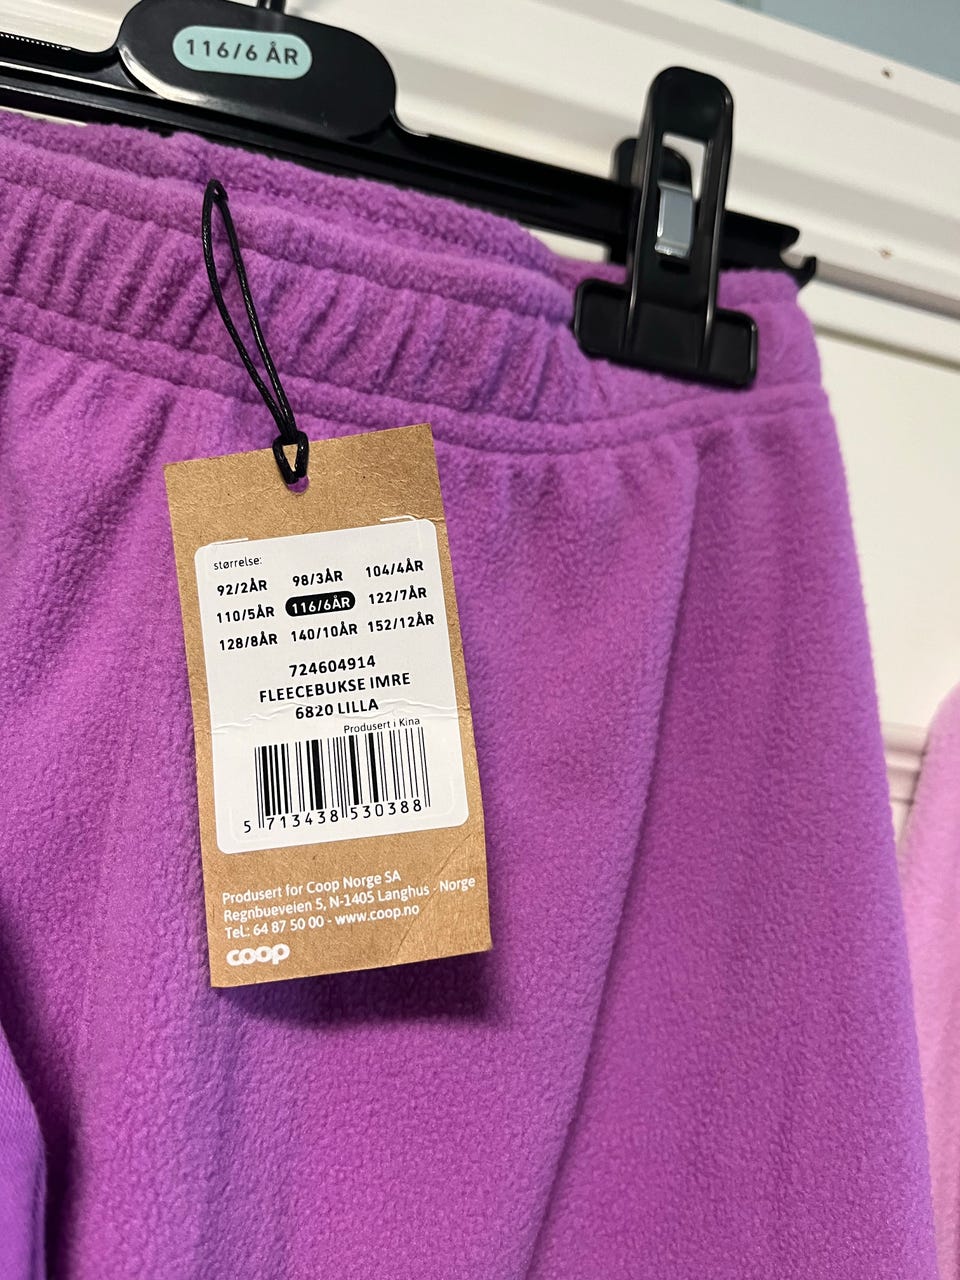 116/6 ÅR
størrelse:
92/2ÅR 98/3ÅR 104/4ÅR
110/5ÅR 116/6ÅR 122/7ÅR
128/8ÅR 140/10ÅR 152/12ÅR
724604914
FLEECEBUKSE IMRE
6820 LILLA
Produsert i Kina
5 713438 530388
Produsert for Coop Norge SA
Regnbueveien 5, N-1405 Langhus - Norge
Tel.: 64 87 50 00 - www.coop.no
coop